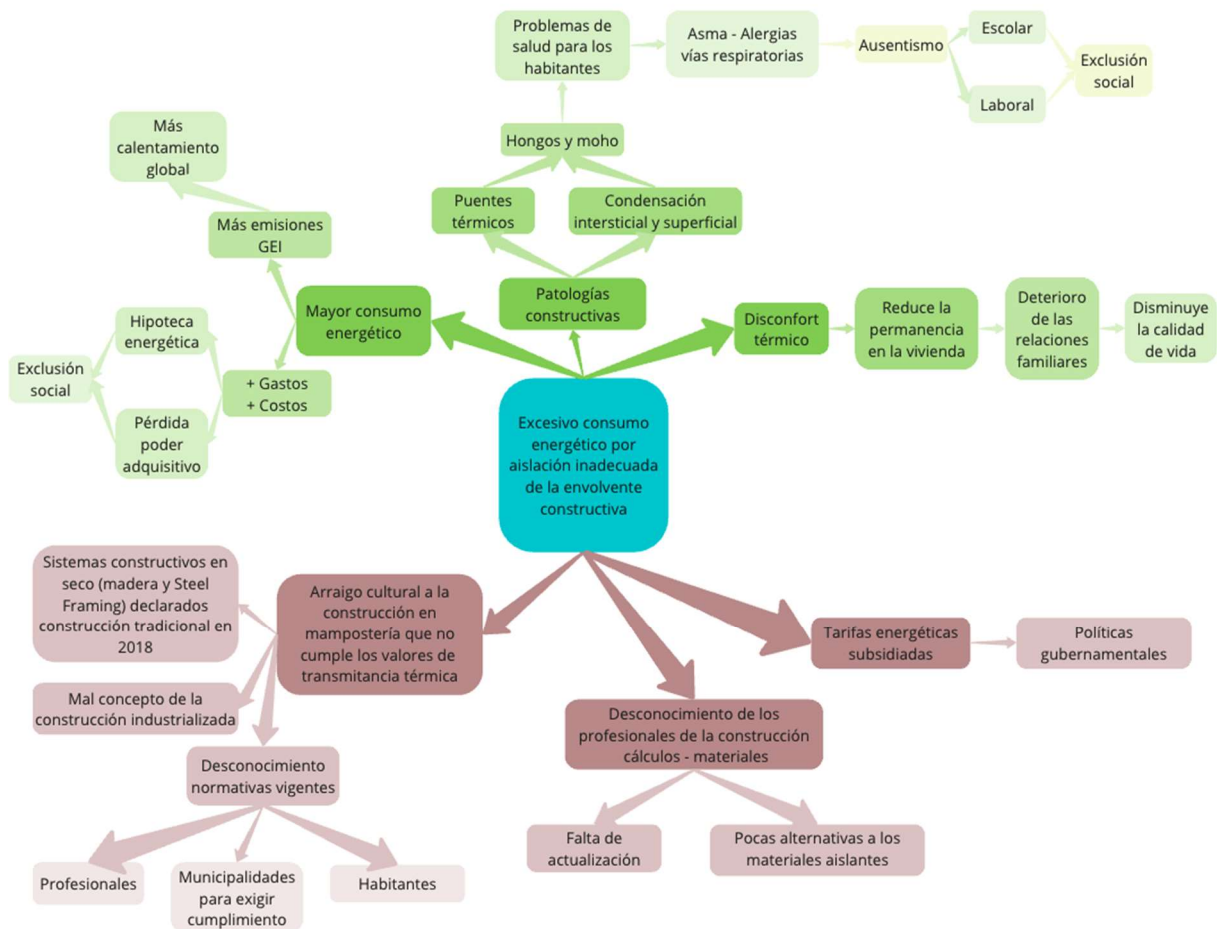 Problemas de
salud para los
habitantes
Asma - Alergias
vías respiratorias
Ausentismo
Escolar
Laboral
Exclusión
social
Más
calentamiento
global
Hongos y moho
Puentes
térmicos
Condensación
intersticial y superficial
Más emisiones
GEI
Mayor consumo
energético
Patologías
constructivas
Disconfort
térmico
Reduce la
permanencia
en la vivienda
Deterioro
de las
relaciones
familiares
Disminuye
la calidad
de vida
Hipoteca
energética
Exclusión
social
+ Gastos
+ Costos
Pérdida
poder
adquisitivo
Excesivo consumo
energético por
aislación inadecuada
de la envolvente
constructiva
Sistemas constructivos en
seco (madera y Steel
Framing) declarados
construcción tradicional en
2018
Arraigo cultural a la
construcción en
mampostería que no
cumple los valores de
transmitancia térmica
Tarifas energéticas
subsidiadas
Políticas
gubernamentales
Mal concepto de la
construcción industrializada
Desconocimiento de los
profesionales de la construcción
cálculos - materiales
Desconocimiento
normativas vigentes
Falta de
actualización
Pocas alternativas a los
materiales aislantes
Profesionales
Municipalidades
para exigir
cumplimiento
Habitantes